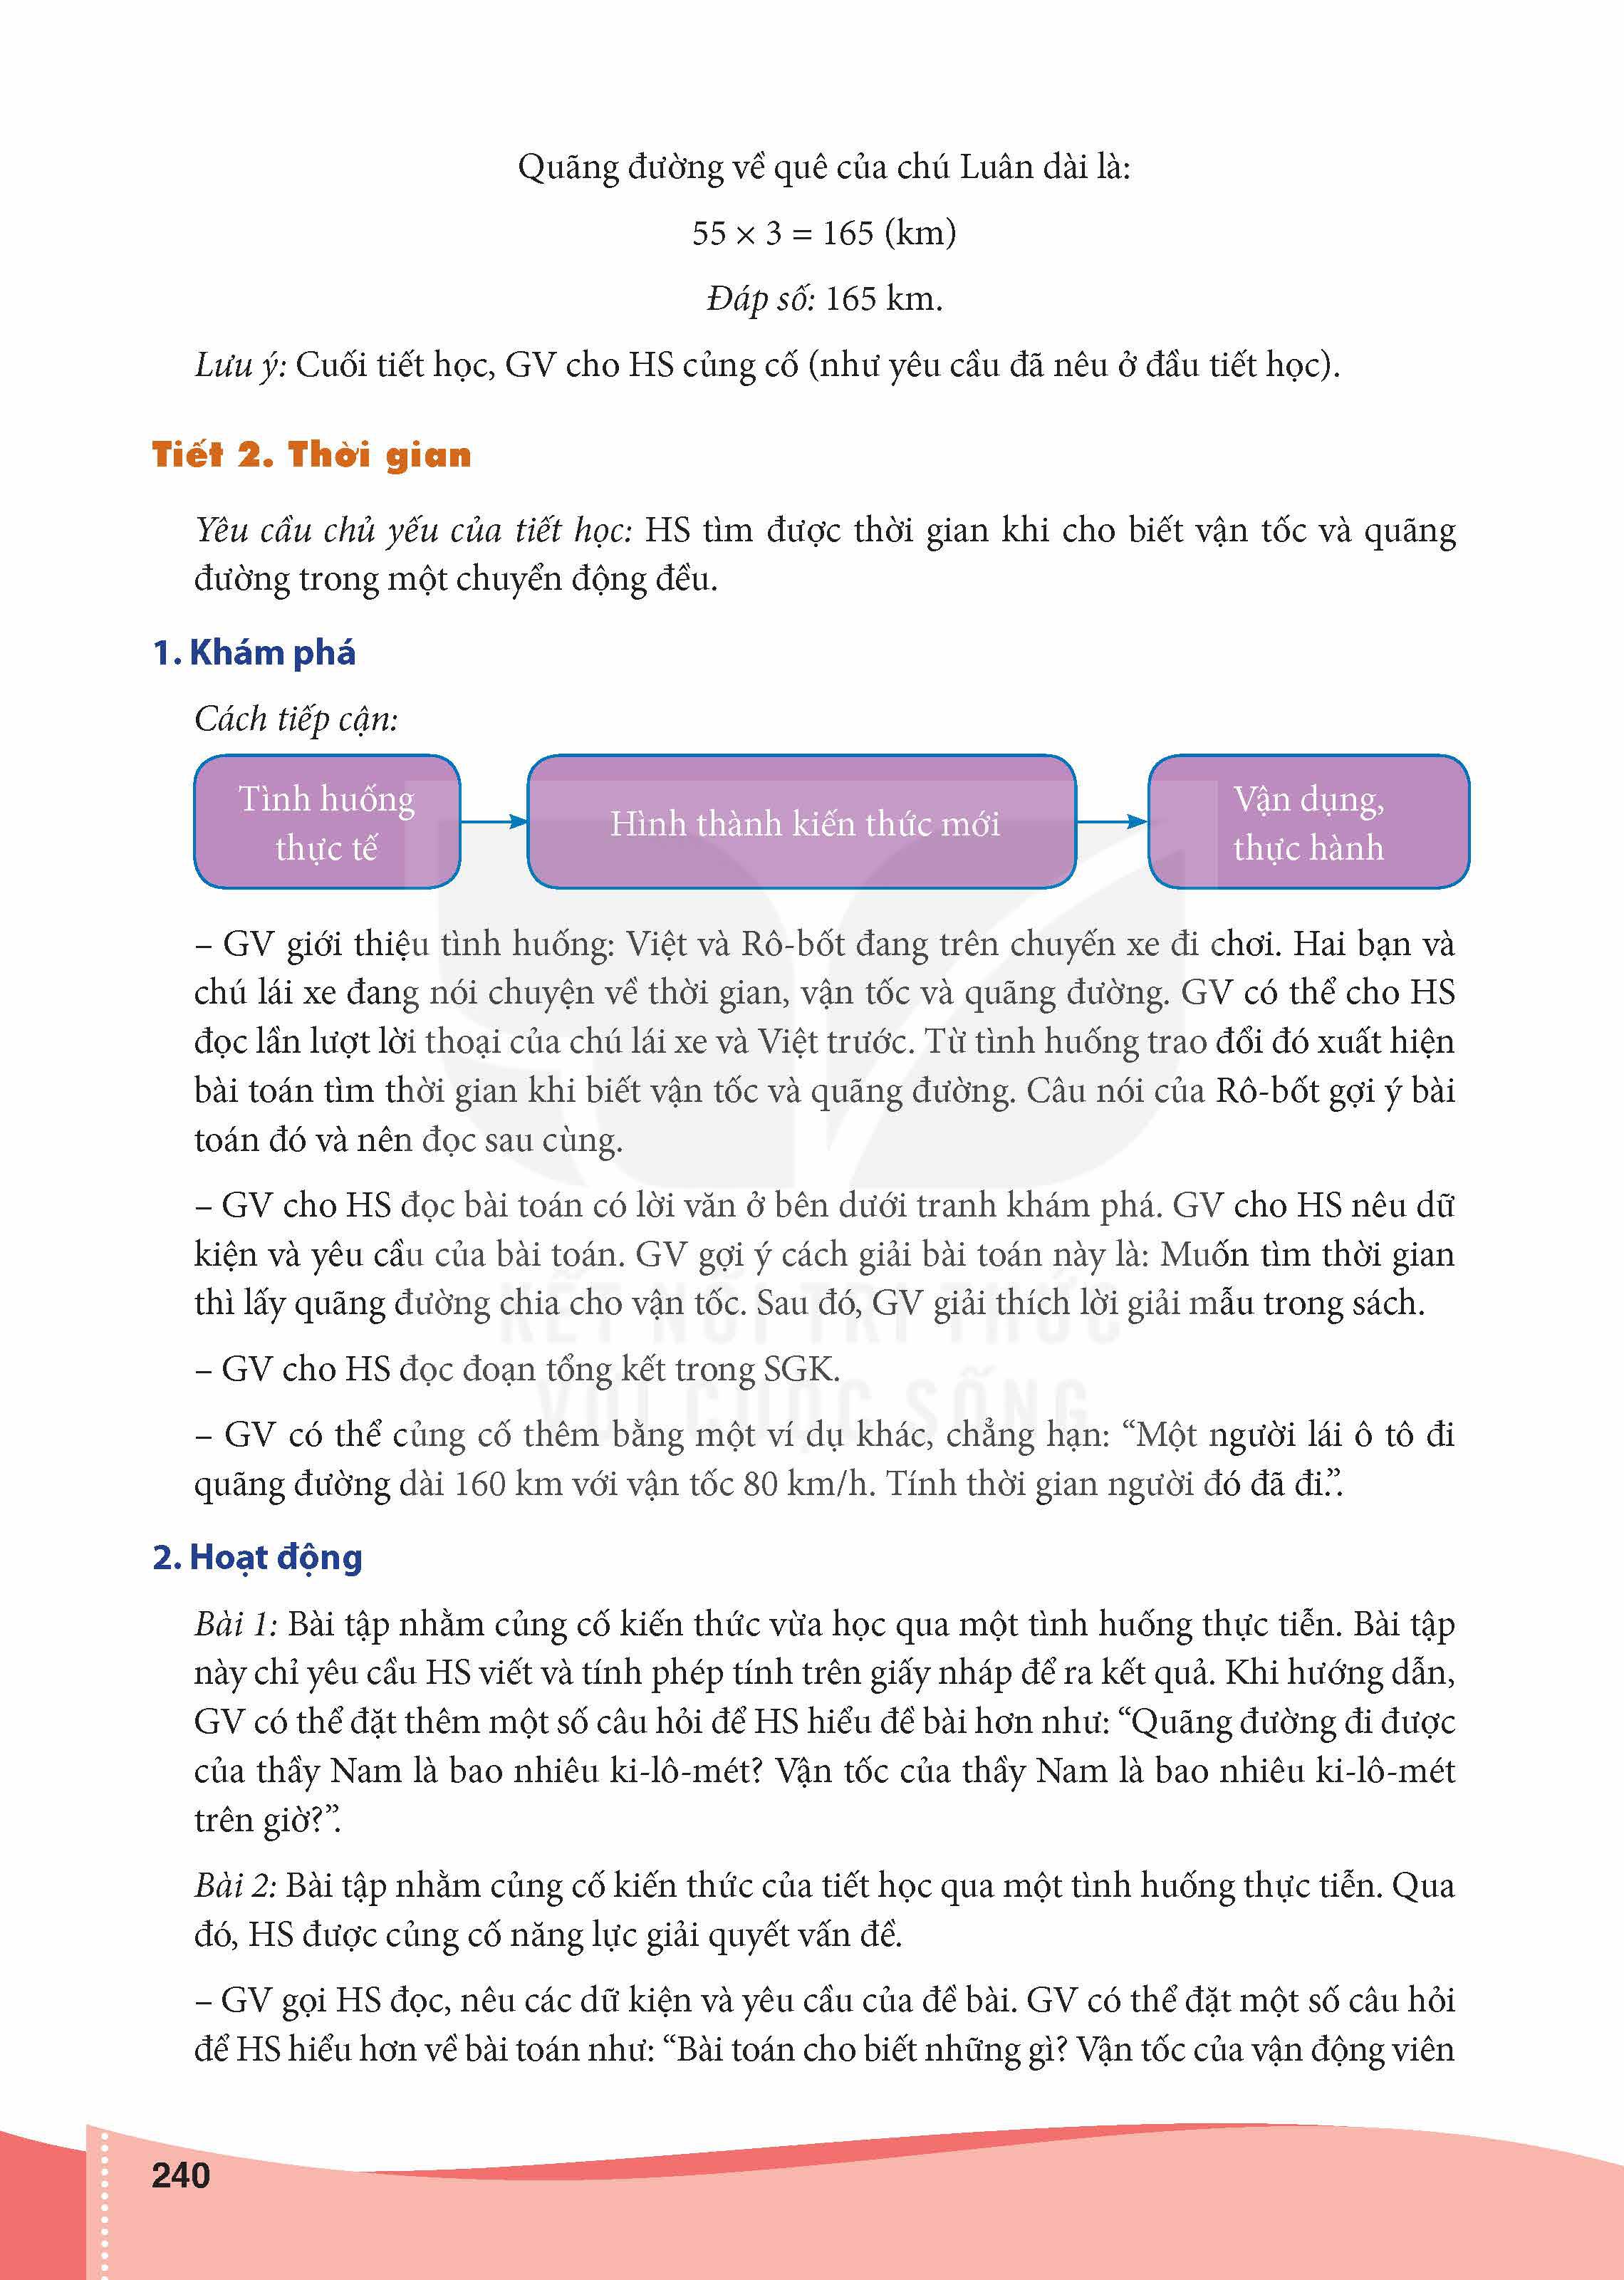 Quãng đường về quê của chú Luân dài là:
55 × 3 = 165 (km)
Đáp số: 165 km.
Lưu ý: Cuối tiết học, GV cho HS củng cố (như yêu cầu đã nêu ở đầu tiết học).
Tiết 2. Thời gian
Yêu cầu chủ yếu của tiết học: HS tìm được thời gian khi cho biết vận tốc và quãng
đường trong một chuyển động đều.
1. Khám phá
Cách tiếp cận:
Tình huống
thực tế
Hình thành kiến thức mới
Vận dụng,
thực hành
– GV giới thiệu tình huống: Việt và Rô-bốt đang trên chuyến xe đi chơi. Hai bạn và
chú lái xe đang nói chuyện về thời gian, vận tốc và quãng đường. GV có thể cho HS
đọc lần lượt lời thoại của chú lái xe và Việt trước. Từ tình huống trao đổi đó xuất hiện
bài toán tìm thời gian khi biết vận tốc và quãng đường. Câu nói của Rô-bốt gợi ý bài
toán đó và nên đọc sau cùng.
– GV cho HS đọc bài toán có lời văn ở bên dưới tranh khám phá. GV cho HS nêu dữ
kiện và yêu cầu của bài toán. GV gợi ý cách giải bài toán này là: Muốn tìm thời gian
thì lấy quãng đường chia cho vận tốc. Sau đó, GV giải thích lời giải mẫu trong sách.
KẾT NỐI TRI THỨC
– GV cho HS đọc đoạn tổng kết trong SGK.
VỚI CUỘC SỐNG
– GV có thể củng cố thêm bằng một ví dụ khác, chẳng hạn: “Một người lái ô tô đi
quãng đường dài 160 km với vận tốc 80 km/h. Tính thời gian người đó đã đi.”.
2. Hoạt động
Bài 1: Bài tập nhằm củng cố kiến thức vừa học qua một tình huống thực tiễn. Bài tập
này chỉ yêu cầu HS viết và tính phép tính trên giấy nháp để ra kết quả. Khi hướng dẫn,
GV có thể đặt thêm một số câu hỏi để HS hiểu đề bài hơn như: “Quãng đường đi được
của thầy Nam là bao nhiêu ki-lô-mét? Vận tốc của thầy Nam là bao nhiêu ki-lô-mét
trên giờ?”.
Bài 2: Bài tập nhằm củng cố kiến thức của tiết học qua một tình huống thực tiễn. Qua
đó, HS được củng cố năng lực giải quyết vấn đề.
– GV gọi HS đọc, nêu các dữ kiện và yêu cầu của đề bài. GV có thể đặt một số câu hỏi
để HS hiểu hơn về bài toán như: “Bài toán cho biết những gì? Vận tốc của vận động viên
240